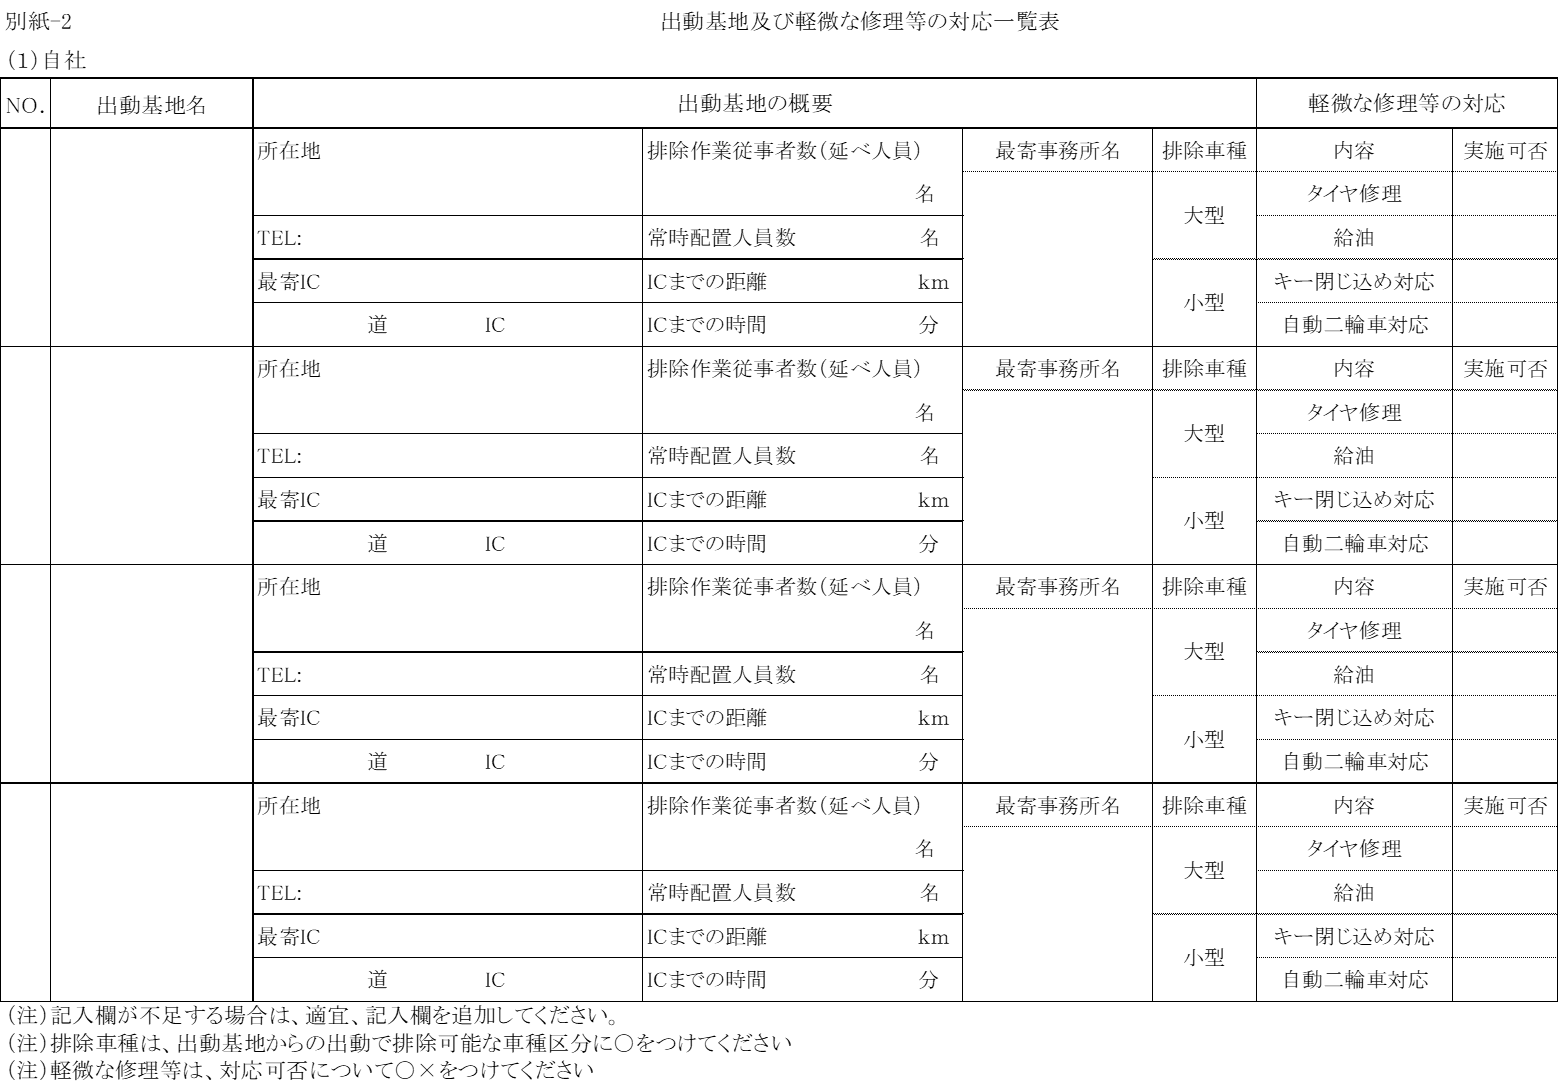 別紙-2 出動基地及び軽微な修理等の対応一覧表
(1)自社
NO. 出動基地名 出動基地の概要 軽微な修理等の対応
所在地 排除作業従事者数(延べ人員) 最寄事務所名 排除車種 内容 実施可否
名 タイヤ修理
大型
TEL: 常時配置人員数 名 給油
最寄IC ICまでの距離 km キー閉じ込め対応
小型
道 IC ICまでの時間 分 自動二輪車対応
所在地 排除作業従事者数(延べ人員) 最寄事務所名 排除車種 内容 実施可否
名 タイヤ修理
大型
TEL: 常時配置人員数 名 給油
最寄IC ICまでの距離 km キー閉じ込め対応
小型
道 IC ICまでの時間 分 自動二輪車対応
所在地 排除作業従事者数(延べ人員) 最寄事務所名 排除車種 内容 実施可否
名 タイヤ修理
大型
TEL: 常時配置人員数 名 給油
最寄IC ICまでの距離 km キー閉じ込め対応
小型
道 IC ICまでの時間 分 自動二輪車対応
所在地 排除作業従事者数(延べ人員) 最寄事務所名 排除車種 内容 実施可否
名 タイヤ修理
大型
TEL: 常時配置人員数 名 給油
最寄IC ICまでの距離 km キー閉じ込め対応
小型
道 IC ICまでの時間 分 自動二輪車対応
(注)記入欄が不足する場合は、適宜、記入欄を追加してください。
(注)排除車種は、出動基地からの出動で排除可能な車種区分に○をつけてください
(注)軽微な修理等は、対応可否について○×をつけてください